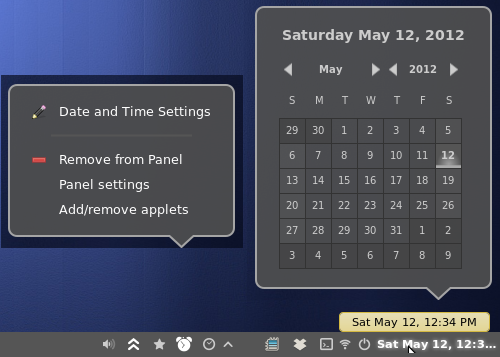 Date and Time Settings
Remove from Panel
Panel settings
Add/remove applets
Saturday May 12, 2012
May 2012
S M T W T F S
29 30 1 2 3 4 5
6 7 8 9 10 11 12
13 14 15 16 17 18 19
20 21 22 23 24 25 26
27 28 29 30 31 1 2
3 4 5 6 7 8 9
Sat May 12, 12:34 PM
Sat May 12, 12:3...